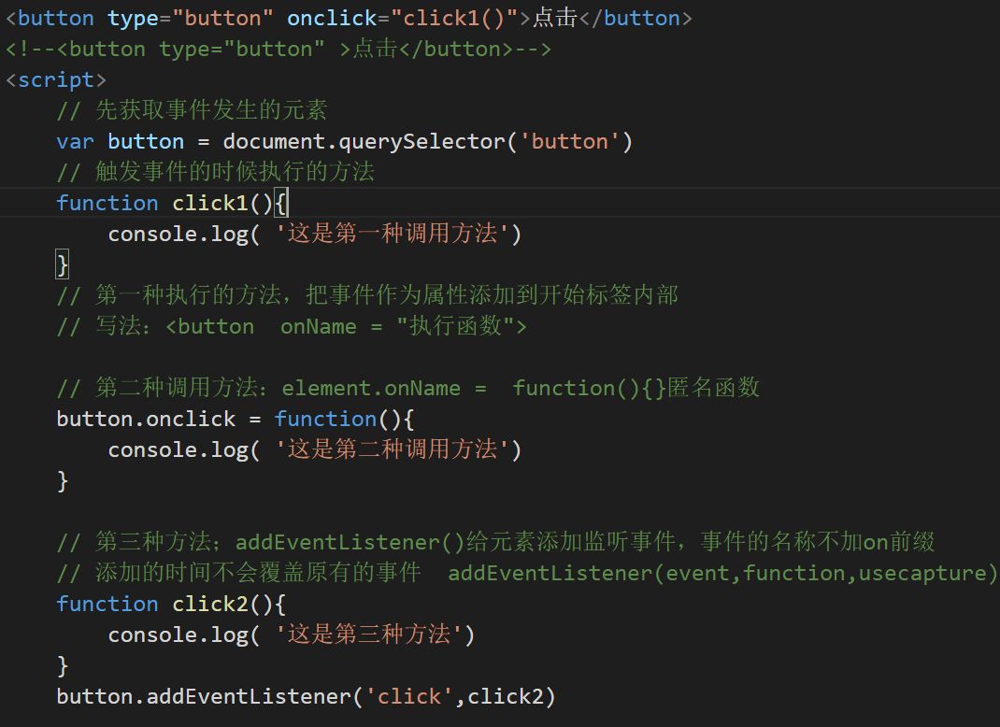 <button type="button" onclick="click1()">点击</button>
<!--<button type="button" >点击</button>-->
<script>
    // 先获取事件发生的元素
    var button = document.querySelector('button')
    // 触发事件的时候执行的方法
    function click1(){
        console.log( '这是第一种调用方法')
    }
    // 第一种执行的方法，把事件作为属性添加到开始标签内部
    // 写法：<button  onName = "执行函数">
    // 第二种调用方法：element.onName =  function(){}匿名函数
    button.onclick = function(){
        console.log( '这是第二种调用方法')
    }
    // 第三种方法；addEventListener()给元素添加监听事件，事件的名称不加on前缀
    // 添加的时间不会覆盖原有的事件  addEventListener(event,function,usecapture)
    function click2(){
        console.log( '这是第三种方法')
    }
    button.addEventListener('click',click2)